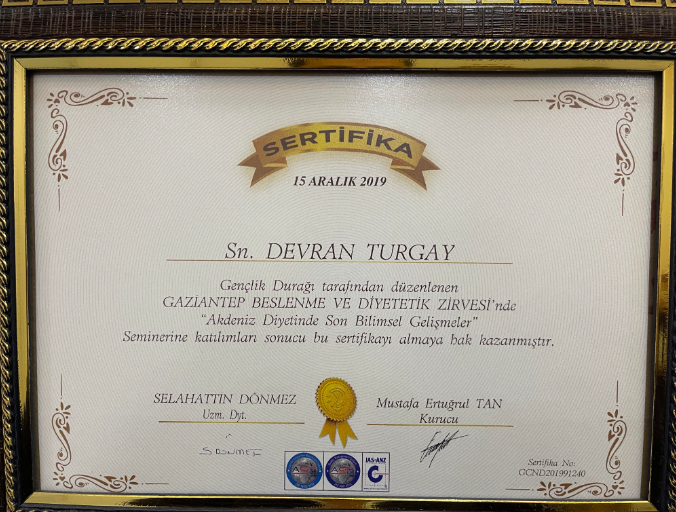 SERTİFİKA
15 ARALIK 2019
Sn. DEVRAN TURGAY
Gençlik Durağı tarafından düzenlenen
GAZİANTEP BESLENME VE DİYETETİK ZİRVESİ'nde
"Akdeniz Diyetinde Son Bilimsel Gelişmeler"
Seminerine katılımları sonucu bu sertifikayı almaya hak kazanmıştır.
SELAHATTİN DÖNMEZ
Uzm. Dyt.
Mustafa Ertuğrul TAN
Kurucu
JAS-ANZ
Sertifika No:
GCND201991240